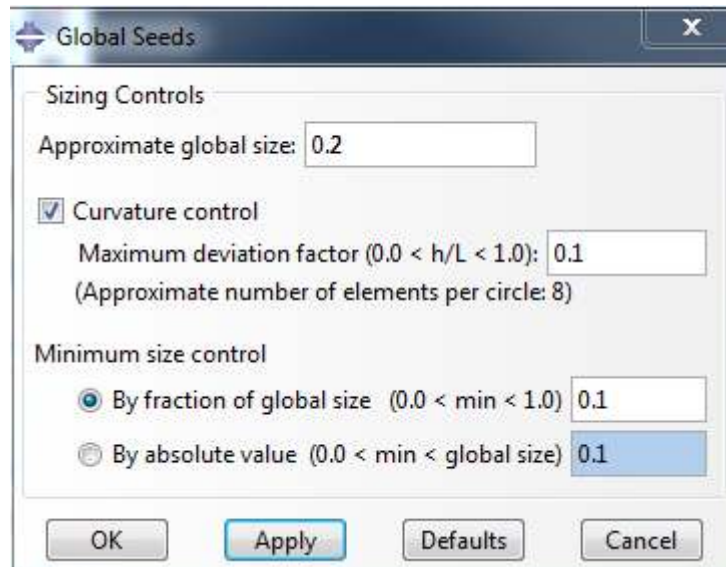 Global Seeds
X
Sizing Controls
Approximate global size: 0.2
Curvature control
Maximum deviation factor (0.0 < h/L < 1.0): 0.1
(Approximate number of elements per circle: 8)
Minimum size control
By fraction of global size (0.0 < min < 1.0) 0.1
By absolute value (0.0 < min < global size) 0.1
OK Apply Defaults Cancel